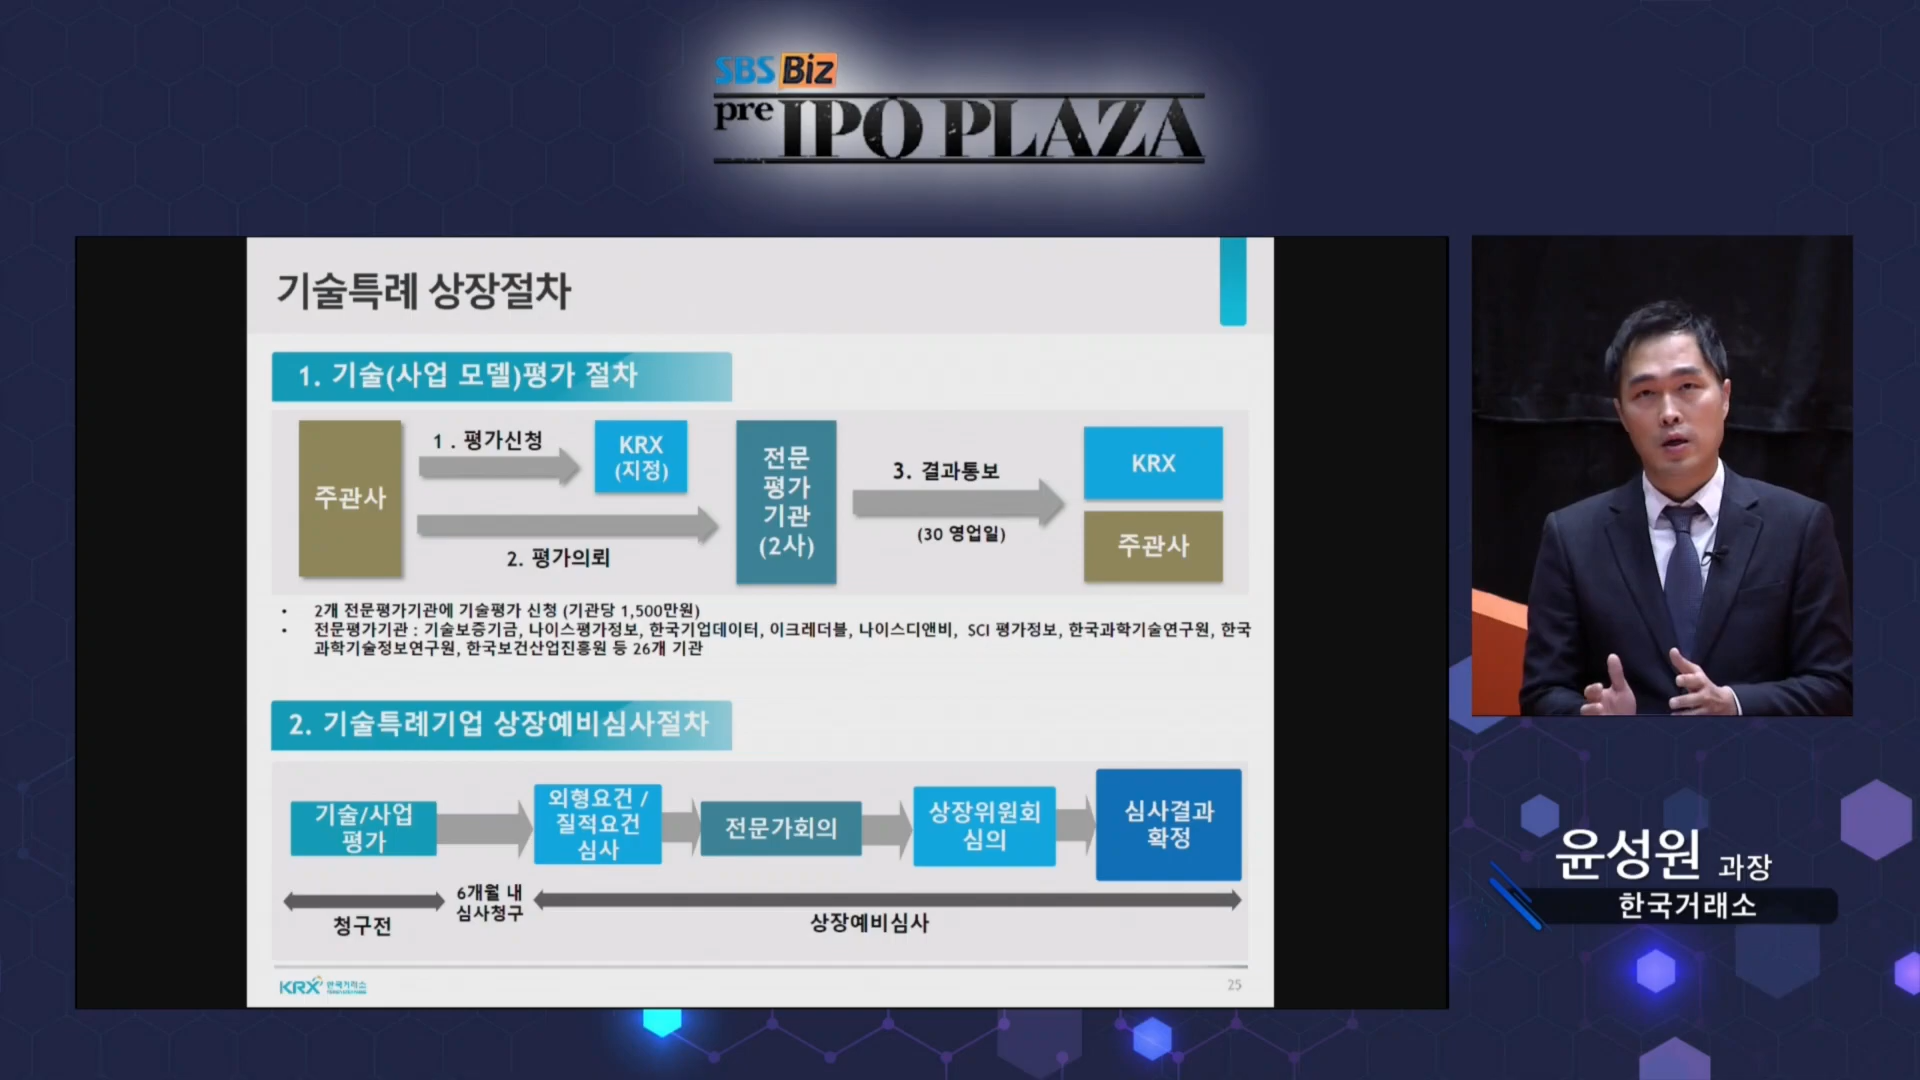 SBS Biz
pre IPO PLAZA
기술특례 상장절차
1. 기술(사업 모델)평가 절차
주관사
1 . 평가신청
KRX
(지정)
2. 평가의뢰
전문
평가
기관
(2사)
3. 결과통보
(30 영업일)
KRX
주관사
• 2개 전문평가기관에 기술평가 신청 (기관당 1,500만원)
• 전문평가기관 : 기술보증기금, 나이스평가정보, 한국기업데이터, 이크레더블, 나이스디앤비, SCI 평가정보, 한국과학기술연구원, 한국
과학기술정보연구원, 한국보건산업진흥원 등 26개 기관
2. 기술특례기업 상장예비심사절차
기술/사업
평가
외형요건 /
질적요건
심사
전문가회의
상장위원회
심의
심사결과
확정
청구전
6개월 내
심사청구
상장예비심사
KRX 한국거래소
25
윤성원 과장
한국거래소